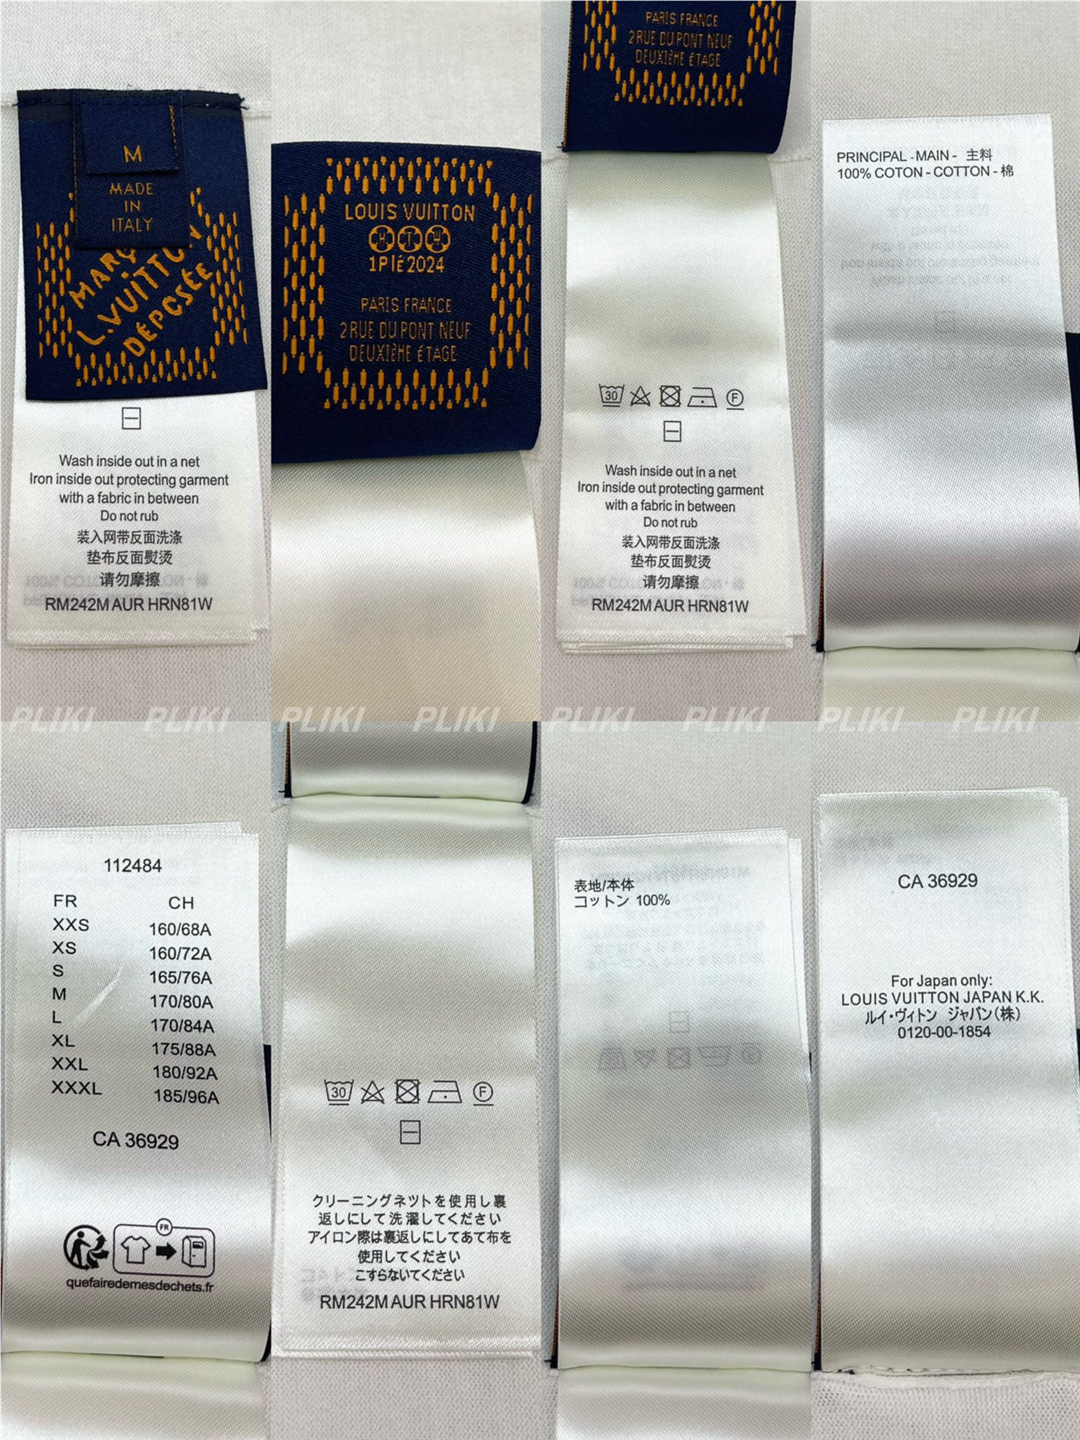 M
MADE
IN
ITALY
L.VUITTON
DÉPOSÉE
Wash inside out in a net
Iron inside out protecting garment
with a fabric in between
Do not rub
装入网带反面洗涤
垫布反面熨烫
请勿摩擦
RM242M AUR HRN81W
LOUIS VUITTON
1Plé2024
PARIS FRANCE
2 RUE DU PONT NEUF
DEUXIÈME ÉTAGE
PARIS FRANCE
2 RUE DU PONT NEUF
DEUXIÈME ÉTAGE
30
F
Wash inside out in a net
Iron inside out protecting garment
with a fabric in between
Do not rub
装入网带反面洗涤
垫布反面熨烫
请勿摩擦
RM242M AUR HRN81W
PRINCIPAL - MAIN - 主料
100% COTON - COTTON - 棉
PLIKI PLIKI PLIKI PLIKI PLIKI PLIKI PLIKI PLIKI
112484
FR CH
XXS 160/68A
XS 160/72A
S 165/76A
M 170/80A
L 170/84A
XL 175/88A
XXL 180/92A
XXXL 185/96A
CA 36929
FR
quefairedemesdechets.fr
30
F
クリーニングネットを使用し裏
返しにして洗濯してください
アイロン際は裏返しにしてあて布を
使用してください
こすらないてください
RM242M AUR HRN81W
表地/本体
コットン 100%
CA 36929
For Japan only:
LOUIS VUITTON JAPAN K.K.
ルイ・ヴィトン ジャパン(株)
0120-00-1854